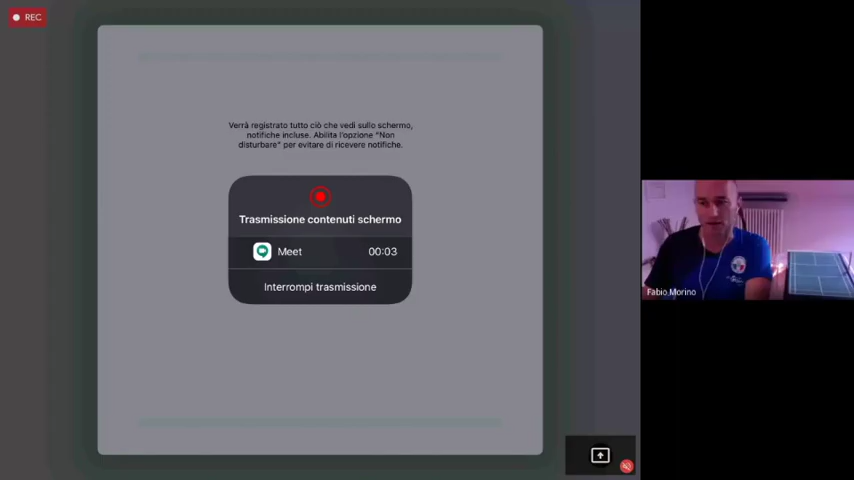 REC
Verrà registrato tutto ciò che vedi sullo schermo,
notifiche incluse. Abilita l'opzione "Non
disturbare" per evitare di ricevere notifiche.
Trasmissione contenuti schermo
Meet 00:03
Interrompi trasmissione
Fabio Morino